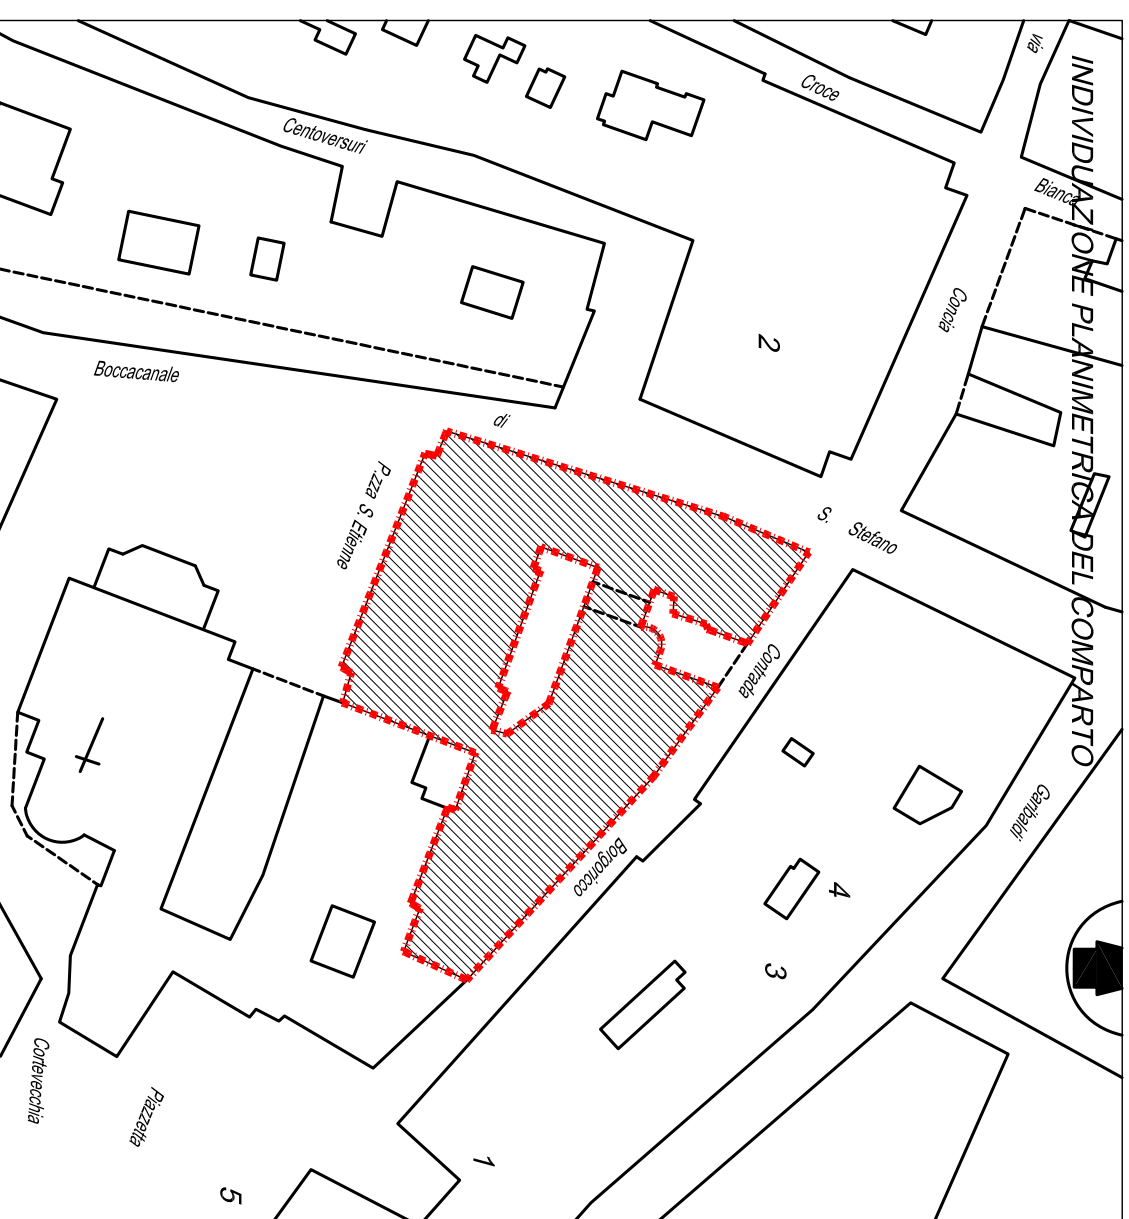 INDIVIDUAZIONE PLANIMETRICA DEL COMPARTO
via
Bianca
Croce
Centoversuri
Concia
2
Boccacanale
di
S. Stefano
P.zza S. Etienne
Contrada
Borgoricco
Garibaldi
4
3
1
5
Piazzetta
Cortevecchia